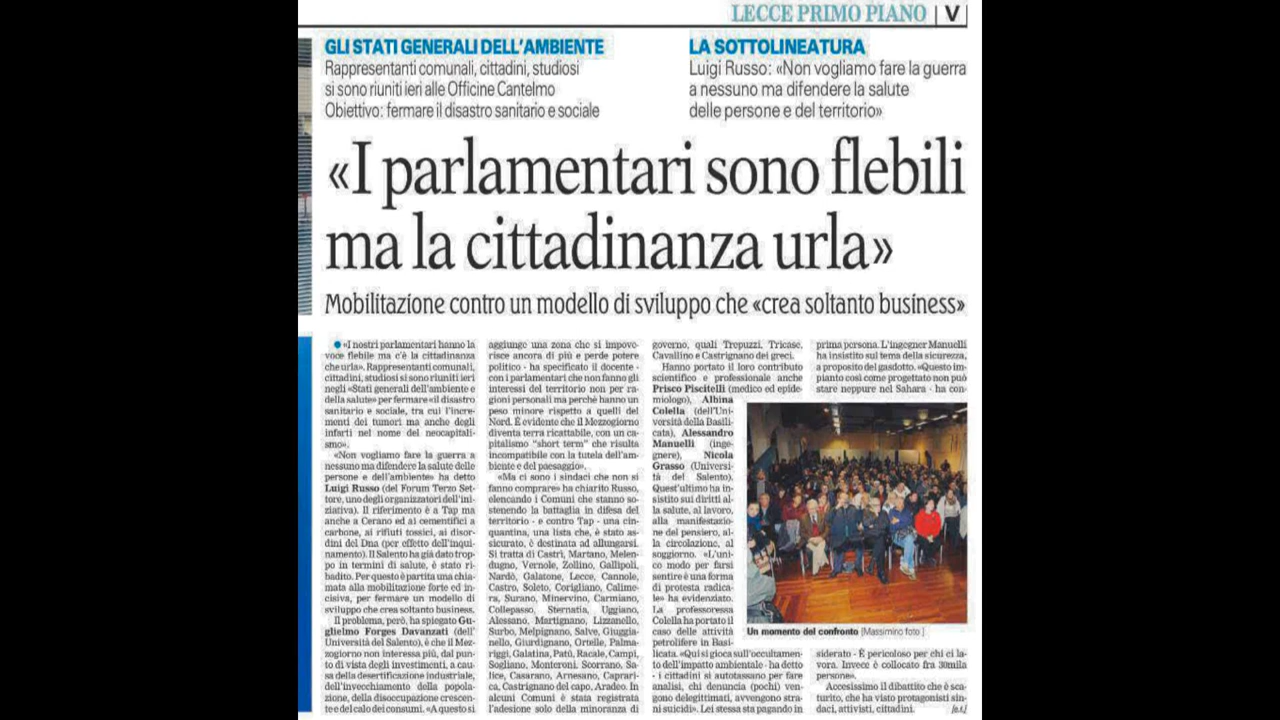 LECCE PRIMO PIANO | V
GLI STATI GENERALI DELL'AMBIENTE
Rappresentanti comunali, cittadini, studiosi
si sono riuniti ieri alle Officine Cantelmo
Obiettivo: fermare il disastro sanitario e sociale
LA SOTTOLINEATURA
Luigi Russo: «Non vogliamo fare la guerra
a nessuno ma difendere la salute
delle persone e del territorio»
«I parlamentari sono flebili
ma la cittadinanza urla»
Mobilitazione contro un modello di sviluppo che «crea soltanto business»
● «I nostri parlamentari hanno la
voce flebile ma c'è la cittadinanza
che urla». Rappresentanti comunali,
cittadini, studiosi si sono riuniti ieri
negli «Stati generali dell'ambiente e
della salute» per fermare «il disastro
sanitario e sociale, tra cui l'incre-
menti dei tumori ma anche degli
infarti nel nome del neocapitali-
smo».
«Non vogliamo fare la guerra a
nessuno ma difendere la salute delle
persone e dell'ambiente» ha detto
Luigi Russo (del Forum Terzo Set-
tore, uno degli organizzatori dell'ini-
ziativa). Il riferimento è a Tap ma
anche a Cerano ed ai cementifici a
carbone, ai rifiuti tossici, ai disor-
dini del Dna (per effetto dell'inqui-
namento). Il Salento ha già dato trop-
po in termini di salute, è stato ri-
badito. Per questo è partita una chia-
mata alla mobilitazione forte ed in-
cisiva, per fermare un modello di
sviluppo che crea soltanto business.
Il problema, però, ha spiegato Gu-
glielmo Forges Davanzati (dell'
Università del Salento), è che il Mez-
zogiorno non interessa più, dal pun-
to di vista degli investimenti, a cau-
sa della desertificazione industriale,
dell'invecchiamento della popola-
zione, della disoccupazione crescen-
te e del calo dei consumi. «A questo si
aggiungo una zona che si impove-
risce ancora di più e perde potere
politico - ha specificato il docente -
con i parlamentari che non fanno gli
interessi del territorio non per ra-
gioni personali ma perché hanno un
peso minore rispetto a quelli del
Nord. È evidente che il Mezzogiorno
diventa terra ricattabile, con un ca-
pitalismo "short term" che risulta
incompatibile con la tutela dell'am-
biente e del paesaggio».
«Ma ci sono i sindaci che non si
fanno comprare» ha chiarito Russo,
elencando i Comuni che stanno so-
stenendo la battaglia in difesa del
territorio - e contro Tap - una cin-
quantina, una lista che, è stato as-
sicurato, è destinata ad allungarsi.
Si tratta di Castrì, Martano, Melen-
dugno, Vernole, Zollino, Gallipoli,
Nardò, Galatone, Lecce, Cannole,
Castro, Soleto, Corigliano, Calime-
ra, Surano, Minervino, Carmiano,
Collepasso, Sternatia, Uggiano,
Alessano, Martignano, Lizzanello,
Surbo, Melpignano, Salve, Giuggia-
nello, Giurdignano, Ortelle, Palma-
riggi, Galatina, Patù, Racale, Campi,
Sogliano, Monteroni, Scorrano, Sa-
lice, Casarano, Arnesano, Caprari-
ca, Castrignano del capo, Aradeo. In
alcuni Comuni è stata registrata
l'adesione solo della minoranza di
governo, quali Trepuzzi, Tricase,
Cavallino e Castrignano dei greci.
Hanno portato il loro contributo
scientifico e professionale anche
Prisco Piscitelli (medico ed epide-
miologo), Albina
Colella (dell'Uni-
versità della Basili-
cata), Alessandro
Manuelli (inge-
gnere), Nicola
Grasso (Universi-
tà del Salento).
Quest'ultimo ha in-
sistito sui diritti al-
la salute, al lavoro,
alla manifestazio-
ne del pensiero, al-
la circolazione, al
soggiorno. «L'uni-
co modo per farsi
sentire è una forma
di protesta radica-
le» ha evidenziato.
La professoressa
Colella ha portato il
caso delle attività
petrolifere in Basi-
licata. «Qui si gioca sull'occultamen-
to dell'impatto ambientale - ha detto
- i cittadini si autotassano per fare
analisi, chi denuncia (pochi) ven-
gono delegittimati, avvengono stra-
ni suicidi». Lei stessa sta pagando in
prima persona. L'ingegner Manuelli
ha insistito sul tema della sicurezza,
a proposito del gasdotto. «Questo im-
pianto così come progettato non può
stare neppure nel Sahara - ha con-
Un momento del confronto [Massimino foto ]
siderato - È pericoloso per chi ci la-
vora. Invece è collocato fra 30mila
persone».
Accesissimo il dibattito che è sca-
turito, che ha visto protagonisti sin-
daci, attivisti, cittadini. [e.t.]